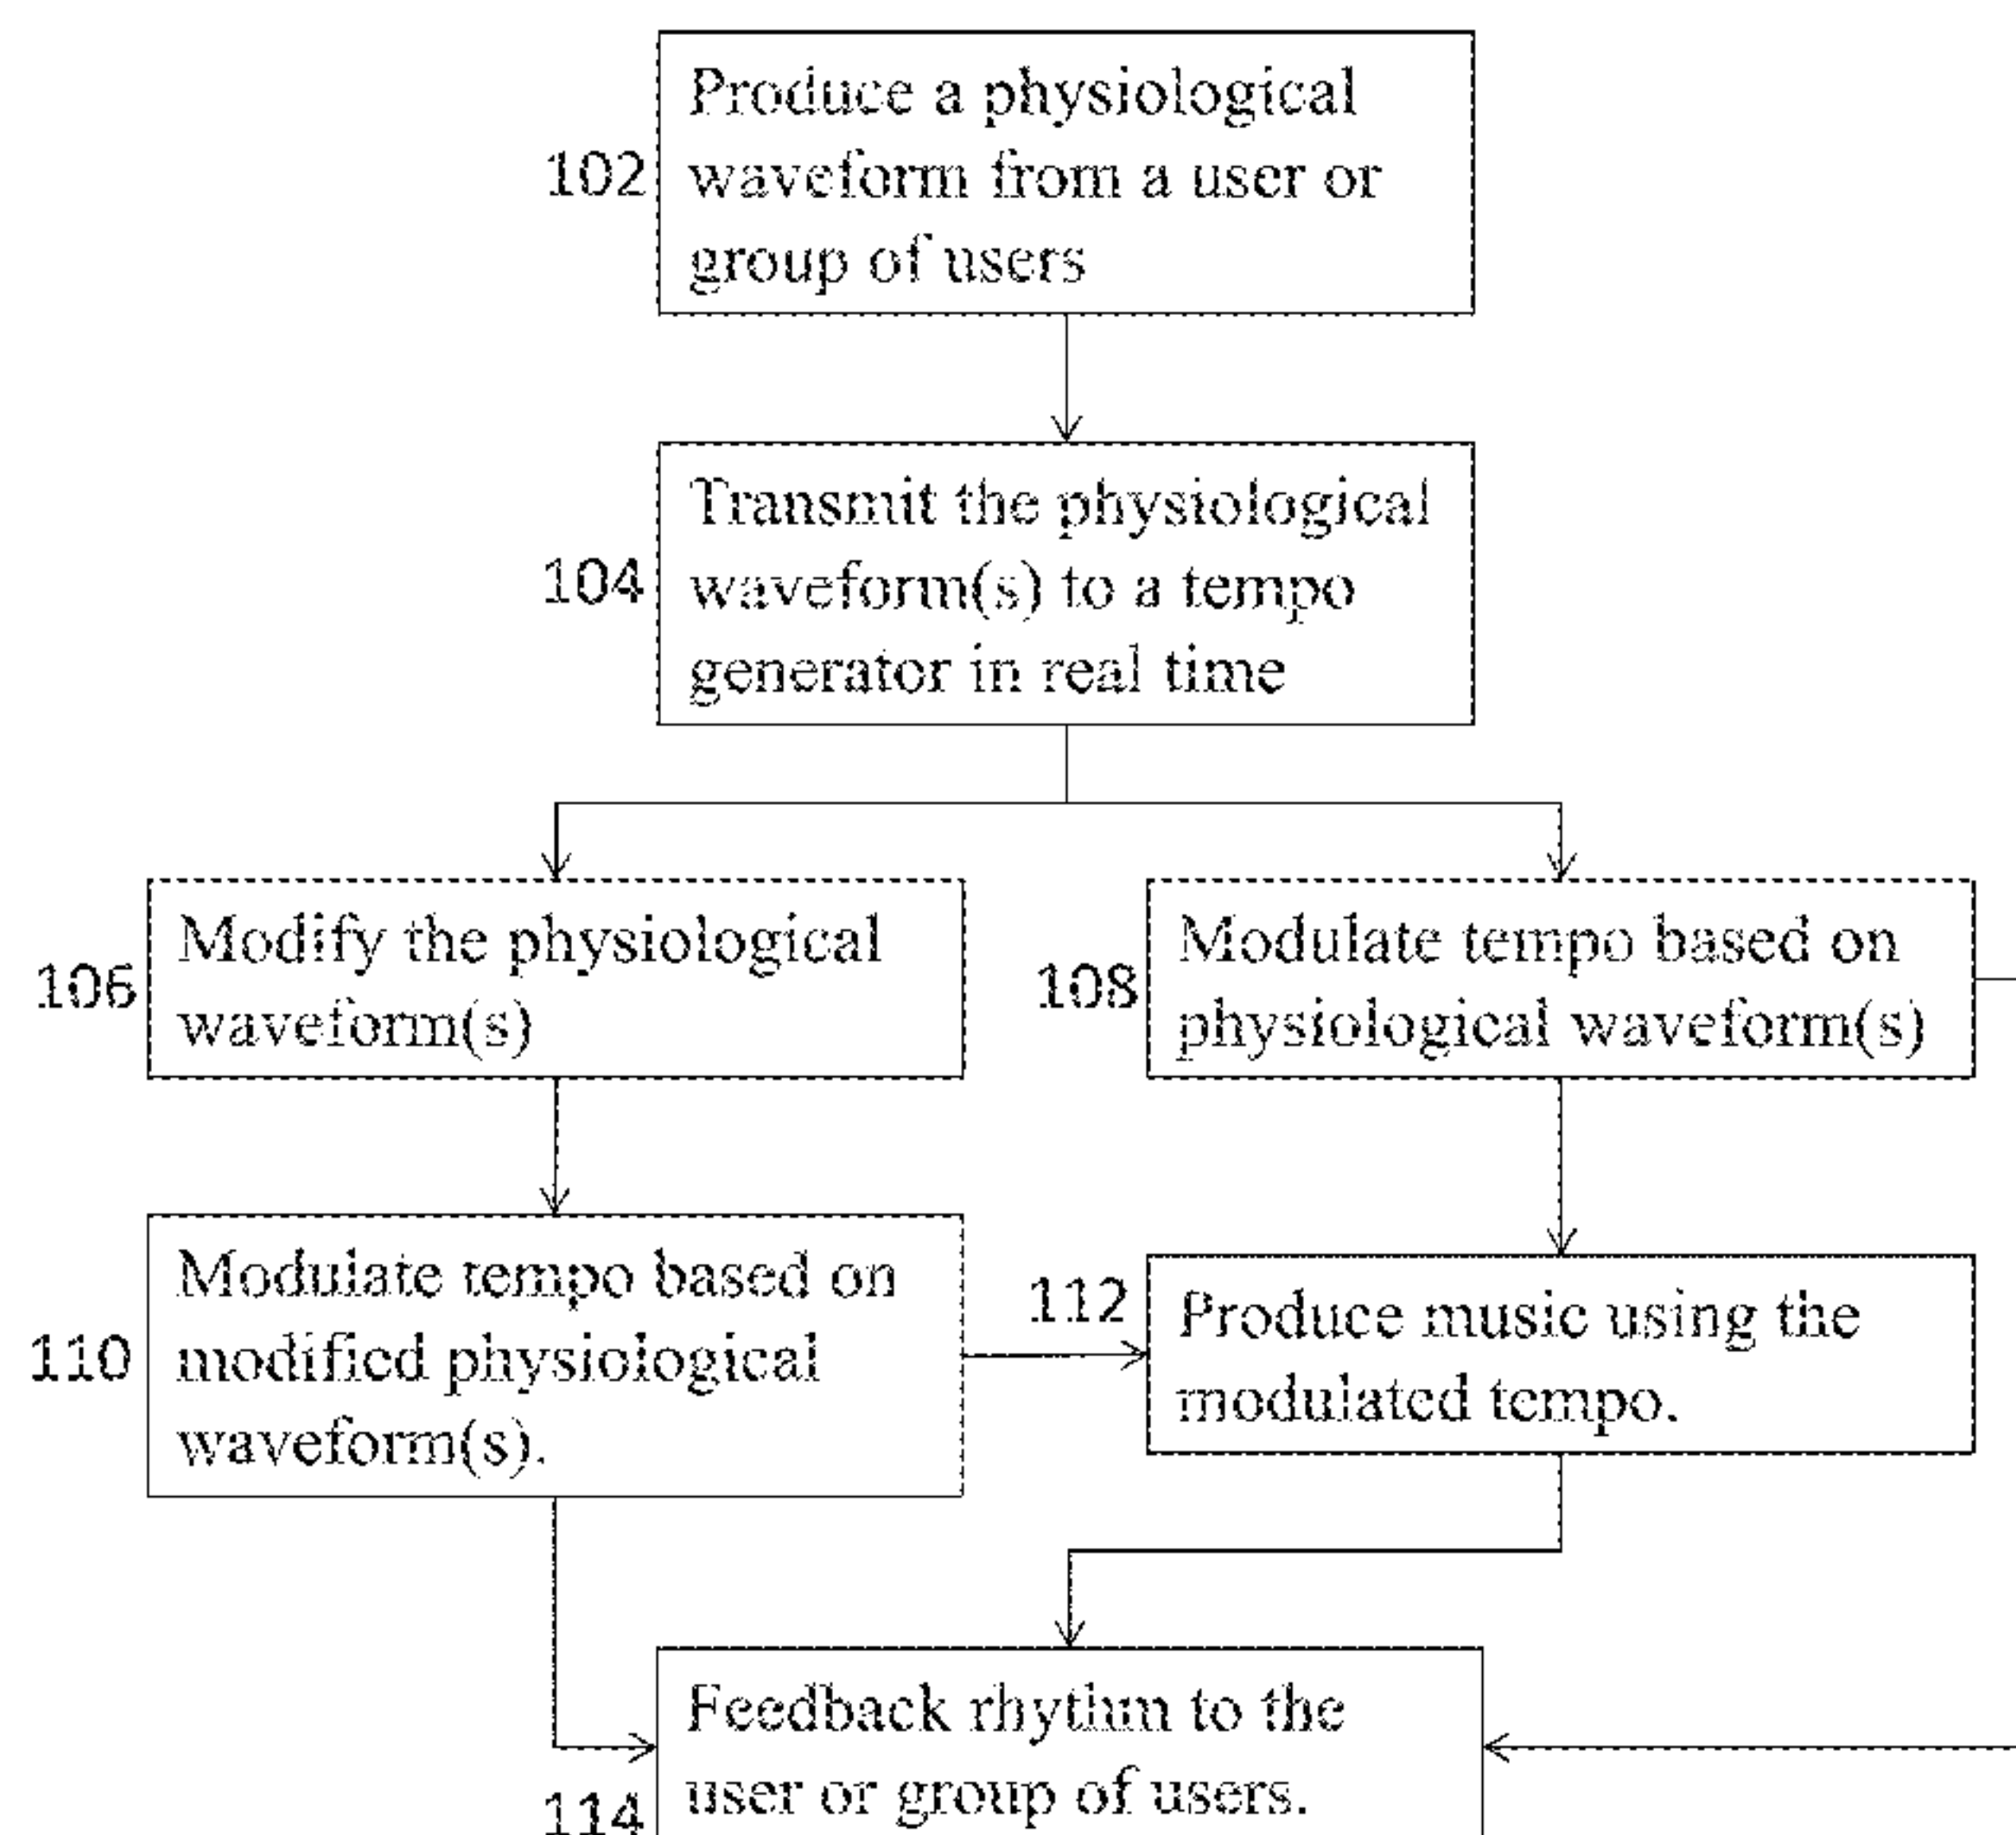 Produce a physiological
102
waveform from a user or
group of users
Transmit the physiological
104
waveform(s) to a tempo
generator in real time
106
Modify the physiological
waveform(s)
108
Modulate tempo based on
physiological waveform(s)
110
Modulate tempo based on
modified physiological
waveform(s).
112
Produce music using the
modulated tempo.
Feedback rhythm to the
user or group of users.
114